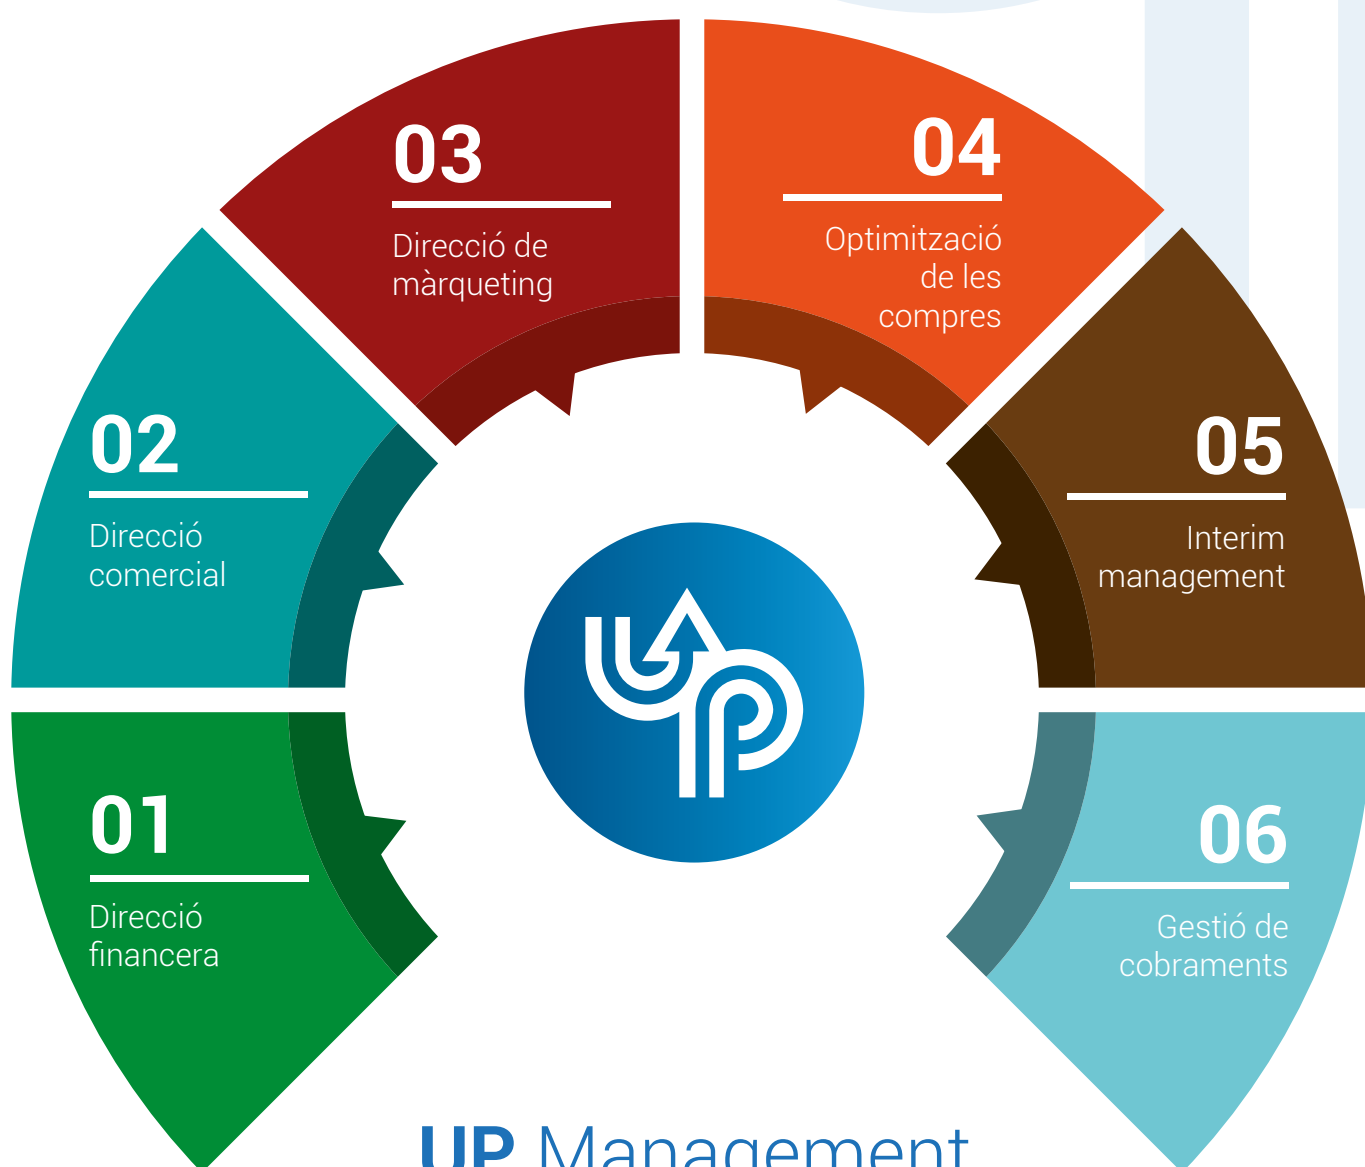 01
Direcció
financera
02
Direcció
comercial
03
Direcció de
màrqueting
04
Optimització
de les
compres
05
Interim
management
06
Gestió de
cobraments
UP
UP Management